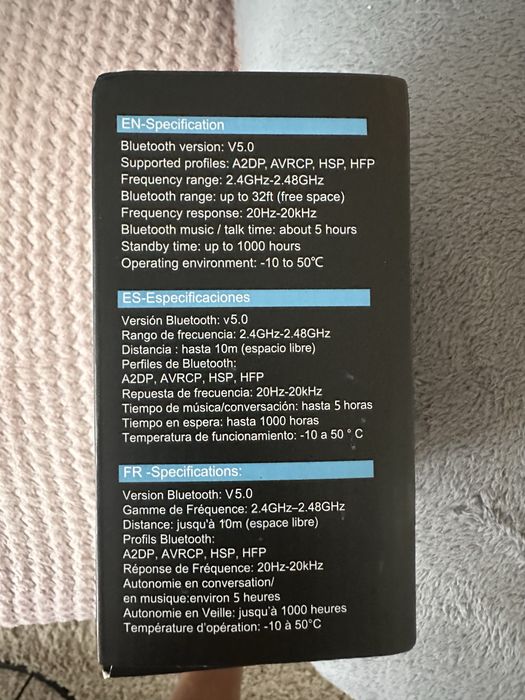 EN-Specification
Bluetooth version: V5.0
Supported profiles: A2DP, AVRCP, HSP, HFP
Frequency range: 2.4GHz-2.48GHz
Bluetooth range: up to 32ft (free space)
Frequency response: 20Hz-20kHz
Bluetooth music / talk time: about 5 hours
Standby time: up to 1000 hours
Operating environment: -10 to 50℃
ES-Especificaciones
Versión Bluetooth: v5.0
Rango de frecuencia: 2.4GHz-2.48GHz
Distancia : hasta 10m (espacio libre)
Perfiles de Bluetooth:
A2DP, AVRCP, HSP, HFP
Repuesta de frecuencia: 20Hz-20kHz
Tiempo de música/conversación: hasta 5 horas
Tiempo en espera: hasta 1000 horas
Temperatura de funcionamiento: -10 a 50 ° C
FR -Specifications:
Version Bluetooth: V5.0
Gamme de Fréquence: 2.4GHz–2.48GHz
Distance: jusqu'à 10m (espace libre)
Profils Bluetooth:
A2DP, AVRCP, HSP, HFP
Réponse de Fréquence: 20Hz-20kHz
Autonomie en conversation/
en musique:environ 5 heures
Autonomie en Veille: jusqu'à 1000 heures
Température d'opération: -10 à 50°C